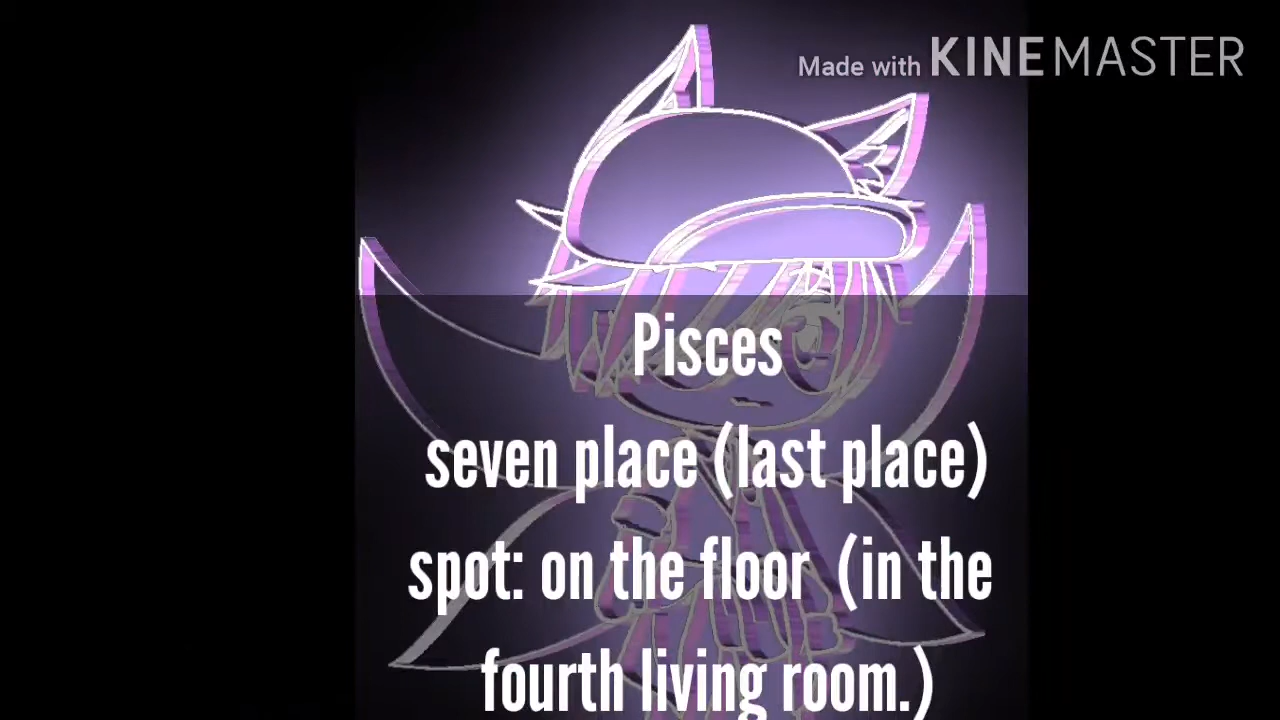 Made with KINEMASTER
Pisces
seven place (last place)
spot: on the floor (in the
fourth living room.)